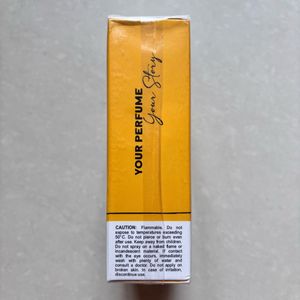 YOUR PERFUME
Your Story
CAUTION: Flammable. Do not
expose to temperatures exceeding
50°C. Do not pierce or burn even
after use. Keep away from children.
Do not spray on a naked flame or
incandescent material. If contact
with the eye occurs, immediately
wash with plenty of water and
consult a doctor. Do not apply on
broken skin. In case of irritation,
discontinue use.